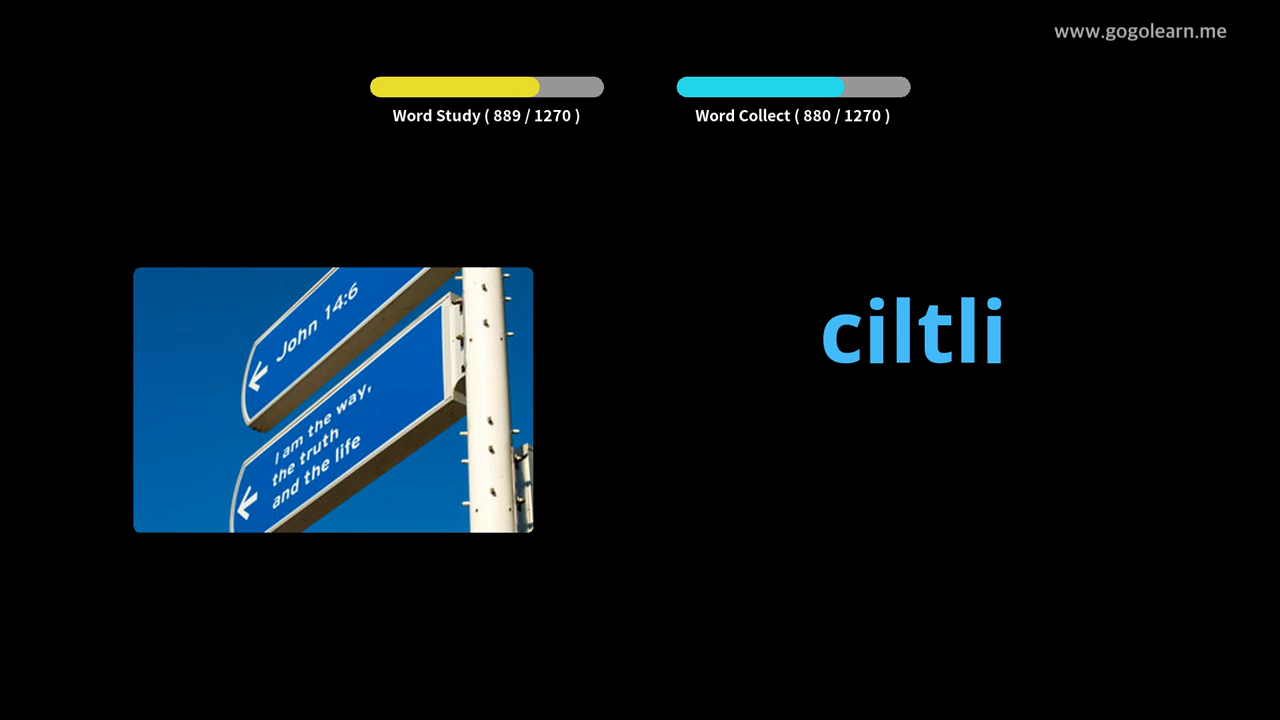 www.gogolearn.me
Word Study ( 889 / 1270 )
Word Collect ( 880 / 1270 )
John 14:6
I am the way,
the truth
and the life
ciltli